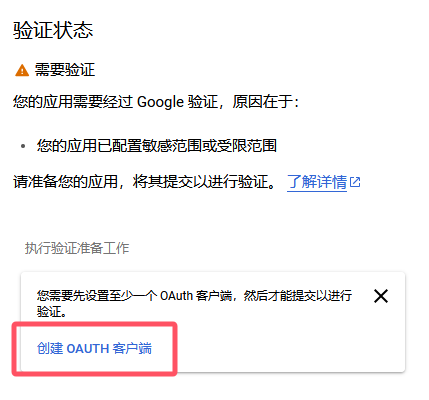 验证状态
需要验证
您的应用需要经过 Google 验证，原因在于：
您的应用已配置敏感范围或受限范围
请准备您的应用，将其提交以进行验证。 了解详情
执行验证准备工作
您需要先设置至少一个 OAuth 客户端，然后才能提交以进行
验证。
创建 OAUTH 客户端